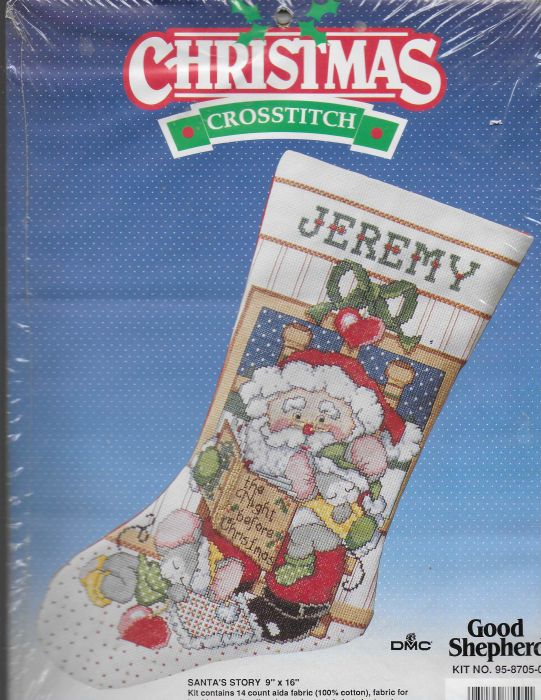 CHRISTMAS
CROSSTITCH
JEREMY
the
Night
before
Christmas
DMC
Good
Shepherd
KIT NO. 95-8705-0
SANTA'S STORY 9" x 16"
Kit contains 14 count aida fabric (100% cotton), fabric for